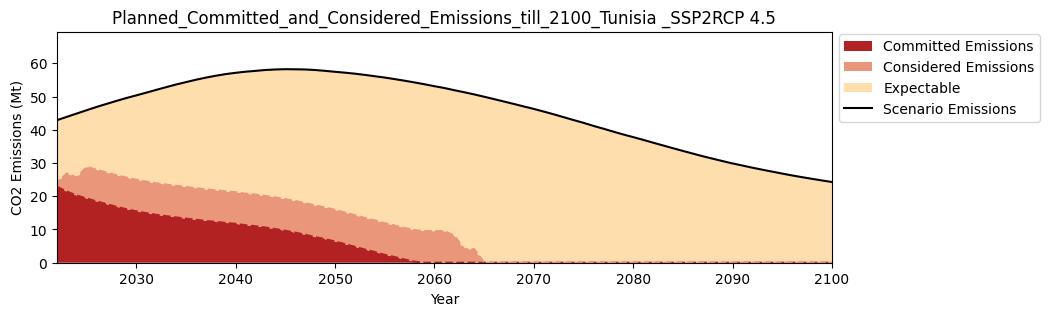 Planned_Committed_and_Considered_Emissions_till_2100_Tunisia _SSP2RCP 4.5
CO2 Emissions (Mt)
60
50
40
30
20
10
0
2030 2040 2050 2060 2070 2080 2090 2100
Year
Committed Emissions
Considered Emissions
Expectable
Scenario Emissions